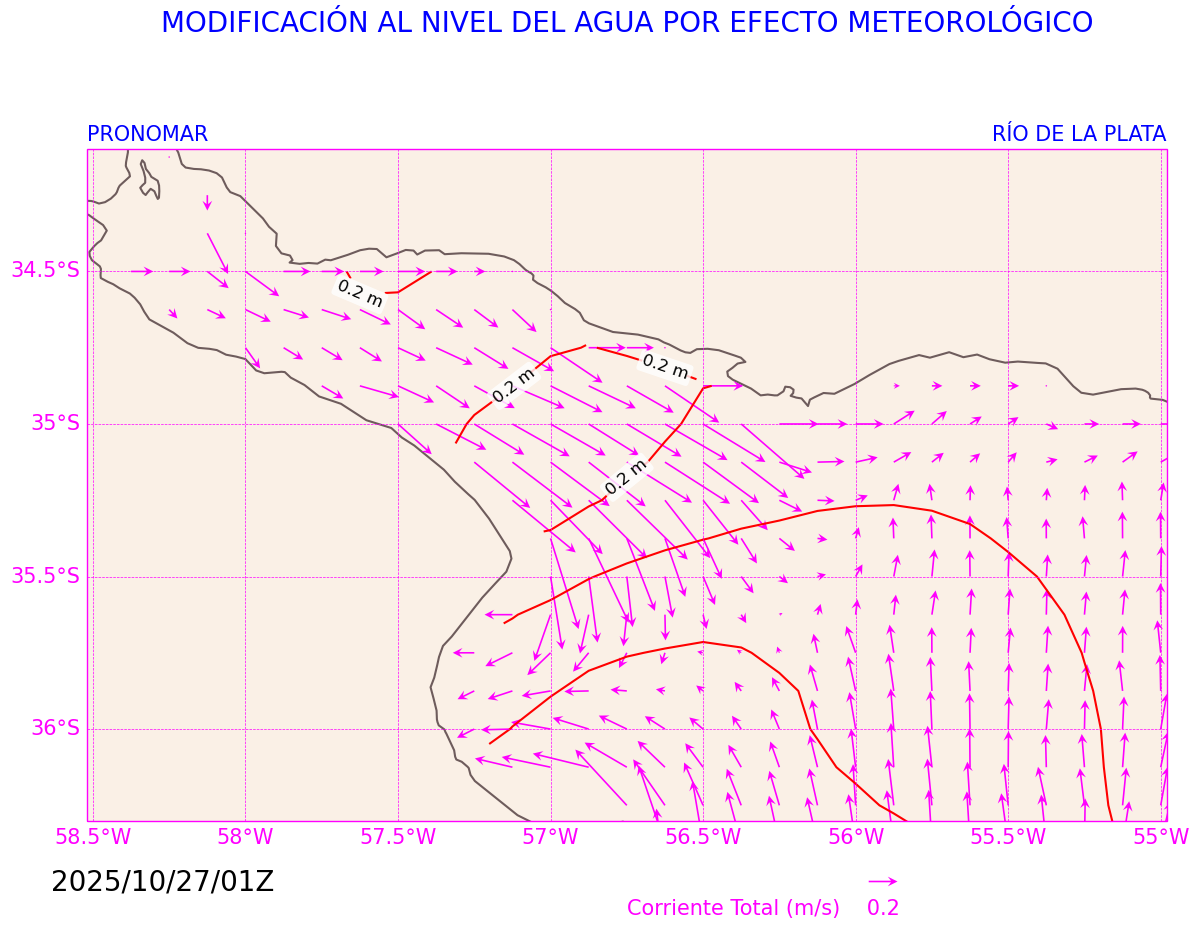 MODIFICACIÓN AL NIVEL DEL AGUA POR EFECTO METEOROLÓGICO
PRONOMAR
RÍO DE LA PLATA
34.5°S
0.2 m
0.2 m
0.2 m
35°S
0.2 m
35.5°S
36°S
58.5°W
58°W
57.5°W
57°W
56.5°W
56°W
55.5°W
55°W
2025/10/27/01Z
Corriente Total (m/s)
0.2